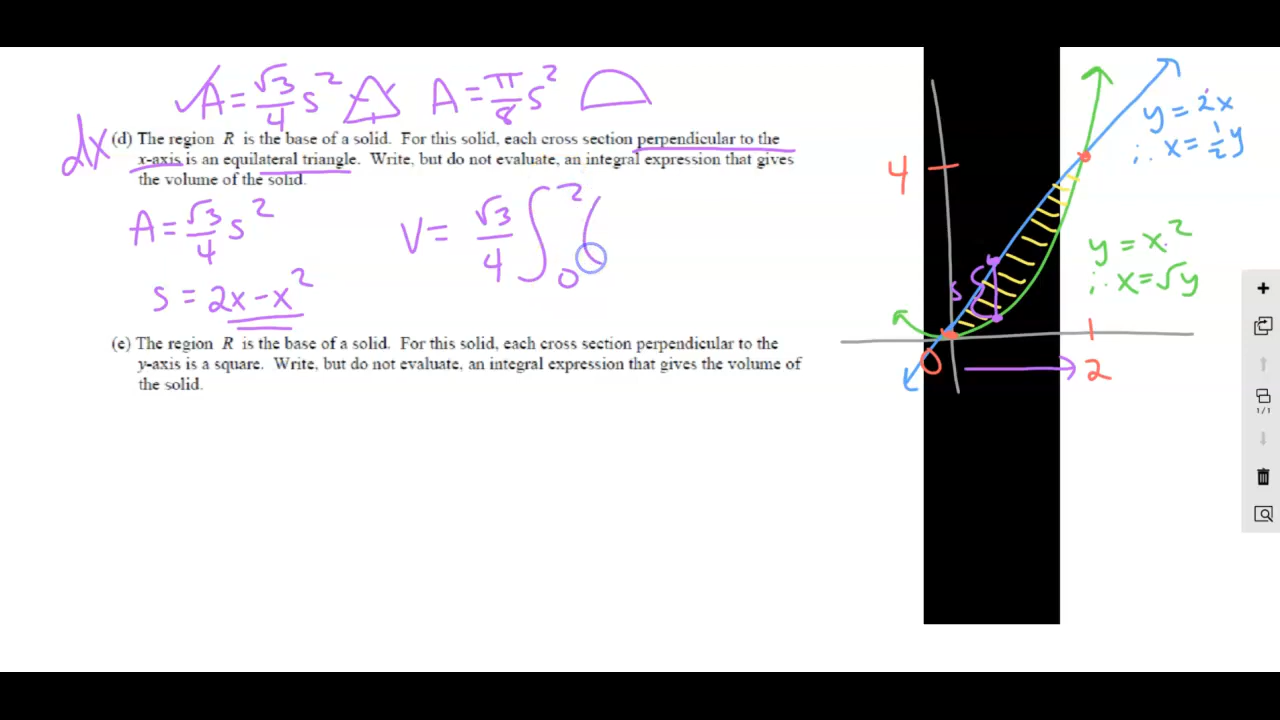 A = √3/4 s² A = π/8 s²
dx
(d) The region R is the base of a solid. For this solid, each cross section perpendicular to the
x-axis is an equilateral triangle. Write, but do not evaluate, an integral expression that gives
the volume of the solid.
A = √3/4 s²
V = √3/4 ∫₀² (
s = 2x − x²
(e) The region R is the base of a solid. For this solid, each cross section perpendicular to the
y-axis is a square. Write, but do not evaluate, an integral expression that gives the volume of
the solid.
y = 2x
∴ x = ½y
4
y = x²
∴ x = √y
s
1
0
2
1/1